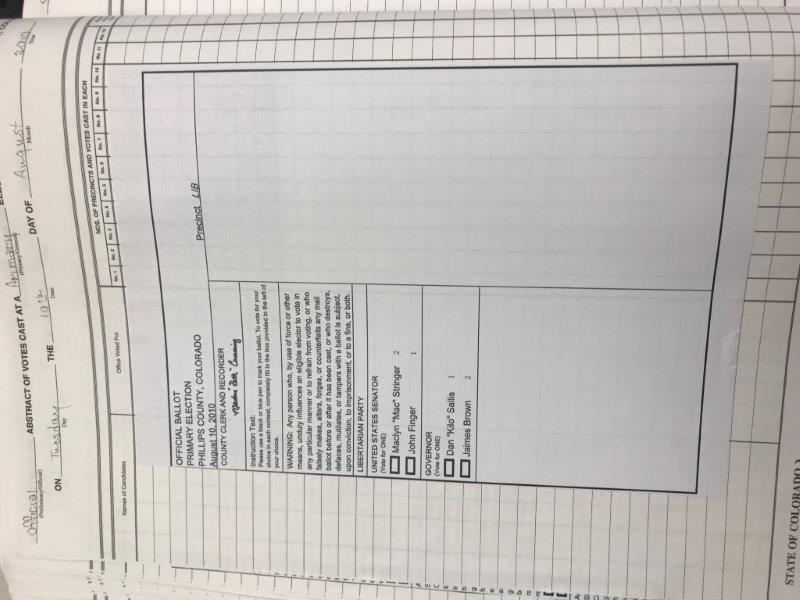 Official ABSTRACT OF VOTES CAST AT A Primary
(Preliminary/Official) (Primary/General)
ON Tuesday THE 10th DAY OF August 2010
Day Date Month Year
NOS. OF PRECINCTS AND VOTES CAST IN EACH
Names of Candidates Office Voted For No. 1 No. 2 No. 3 No. 4 No. 5 No. 6 No. 7 No. 8 No. 9 No. 10 No. 11 No. 12
OFFICIAL BALLOT
PRIMARY ELECTION
PHILLIPS COUNTY, COLORADO Precinct LIB
August 10, 2010
COUNTY CLERK AND RECORDER
"Beth"
Instruction Text:
Please use a black or blue pen to mark your ballot. To vote for your
choice in each contest, completely fill in the box provided to the left of
your choice.
WARNING: Any person who, by use of force or other
means, unduly influences an eligible elector to vote in
any particular manner or to refrain from voting, or who
falsely makes, alters, forges, or counterfeits any mail
ballot before or after it has been cast, or who destroys,
defaces, mutilates, or tampers with a ballot is subject,
upon conviction, to imprisonment, or to a fine, or both.
LIBERTARIAN PARTY
UNITED STATES SENATOR
(Vote for ONE)
Maclyn "Mac" Stringer 2
John Finger 1
GOVERNOR
(Vote for ONE)
Dan "Kilo" Sallis 1
Jaimes Brown 2
STATE OF COLORADO